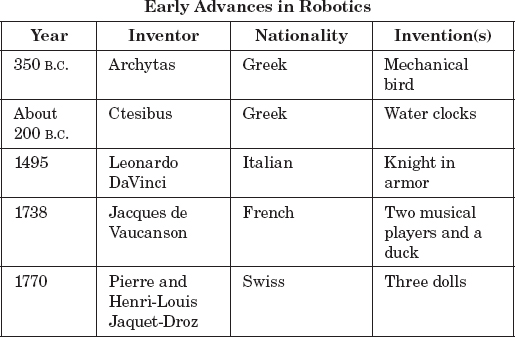 Early Advances in Robotics
Year Inventor Nationality Invention(s)
350 B.C. Archytas Greek Mechanical
bird
About Ctesibus Greek Water clocks
200 B.C.
1495 Leonardo Italian Knight in
DaVinci armor
1738 Jacques de French Two musical
Vaucanson players and a
duck
1770 Pierre and Swiss Three dolls
Henri-Louis
Jaquet-Droz